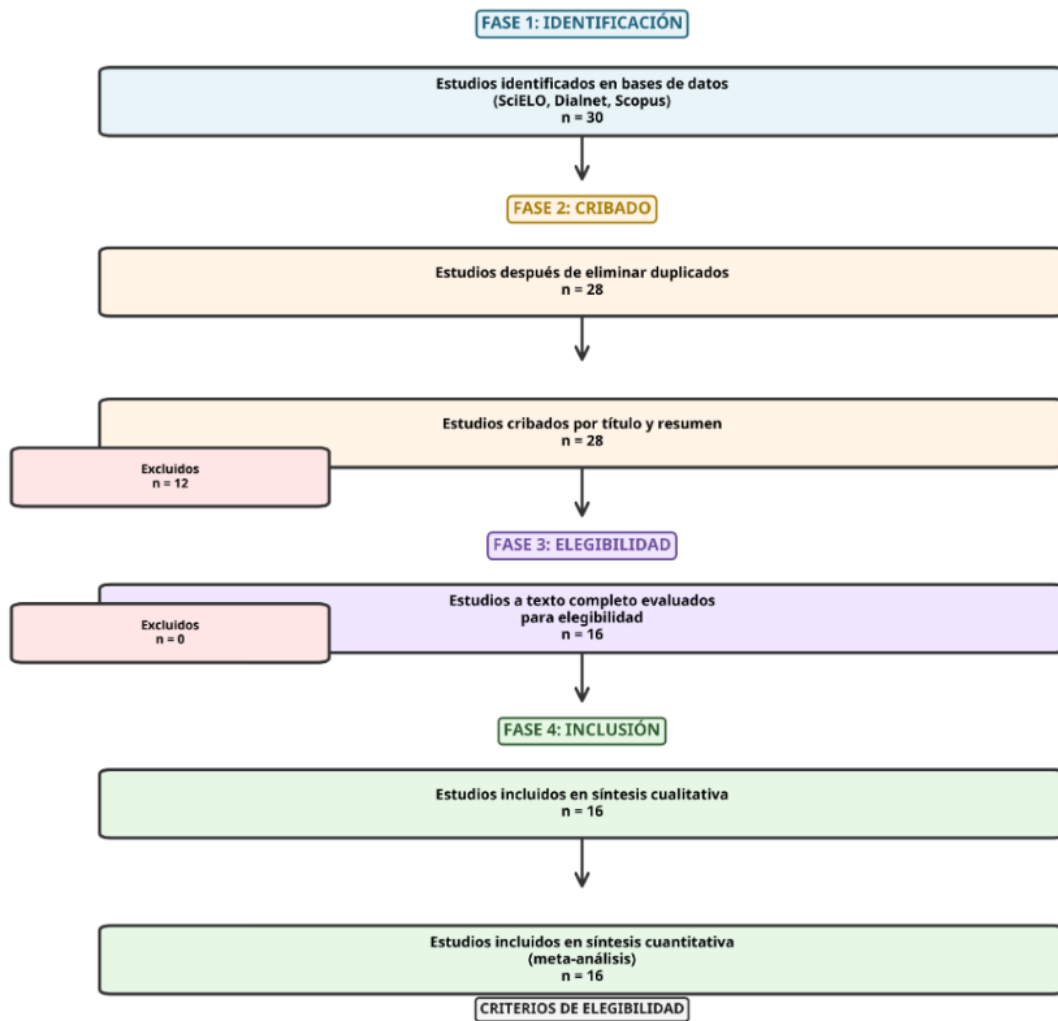 FASE 1: IDENTIFICACIÓN
Estudios identificados en bases de datos
(SciELO, Dialnet, Scopus)
n = 30
FASE 2: CRIBADO
Estudios después de eliminar duplicados
n = 28
Estudios cribados por título y resumen
n = 28
Excluidos
n = 12
FASE 3: ELEGIBILIDAD
Estudios a texto completo evaluados
para elegibilidad
n = 16
Excluidos
n = 0
FASE 4: INCLUSIÓN
Estudios incluidos en síntesis cualitativa
n = 16
Estudios incluidos en síntesis cuantitativa
(meta-análisis)
n = 16
CRITERIOS DE ELEGIBILIDAD